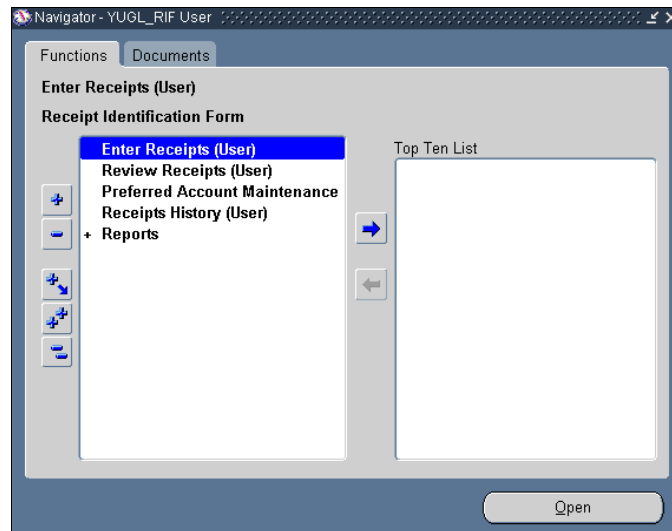 Navigator - YUGL_RIF User
Functions Documents
Enter Receipts (User)
Receipt Identification Form
Enter Receipts (User)
Review Receipts (User)
Preferred Account Maintenance
Receipts History (User)
+ Reports
Top Ten List
Open